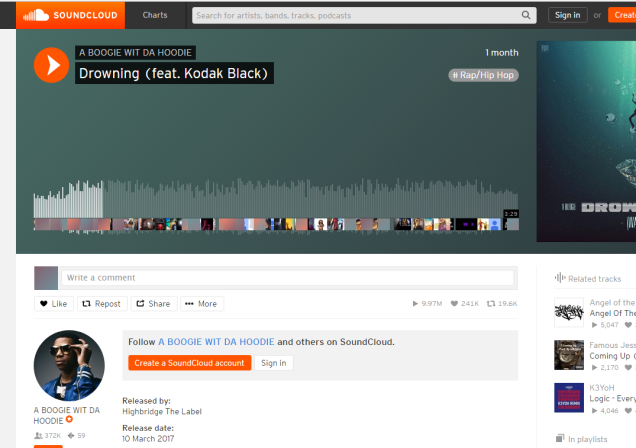 SOUNDCLOUD
Charts
Search for artists, bands, tracks, podcasts
Sign in
or
Create
A BOOGIE WIT DA HOODIE
Drowning (feat. Kodak Black)
1 month
# Rap/Hip Hop
3:29
DROW
Write a comment
Like
Repost
Share
More
9.97M
241K
19.6K
Follow A BOOGIE WIT DA HOODIE and others on SoundCloud.
Create a SoundCloud account
Sign in
A BOOGIE WIT DA
HOODIE
372K
59
Released by:
Highbridge The Label
Release date:
10 March 2017
Related tracks
Angel of the
Angel Of The
5,047
Famous Jess
Coming Up (
2,170
K3YoH
Logic - Every
4,046
In playlists